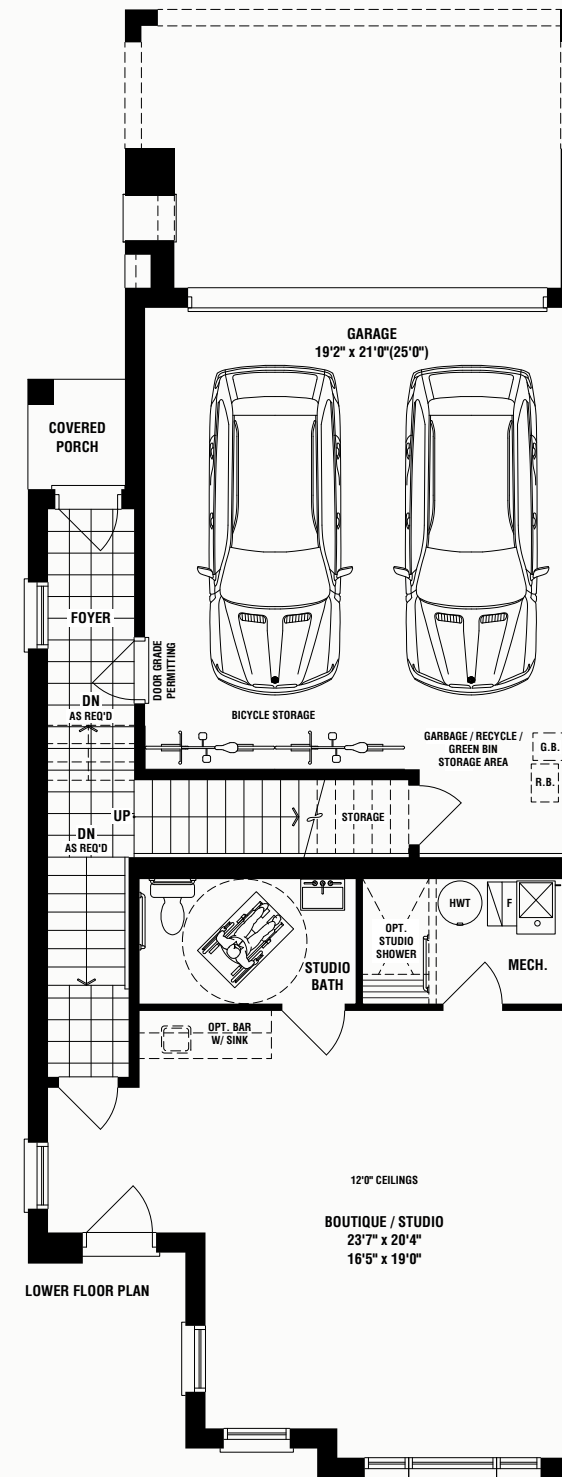 GARAGE
19'2" x 21'0"(25'0")
COVERED
PORCH
FOYER
DOOR GRADE
PERMITTING
DN
AS REQ'D
BICYCLE STORAGE
GARBAGE / RECYCLE /
GREEN BIN
STORAGE AREA
G.B.
R.B.
UP
STORAGE
DN
AS REQ'D
HWT
F
OPT.
STUDIO
SHOWER
MECH.
STUDIO
BATH
OPT. BAR
W/ SINK
12'0" CEILINGS
BOUTIQUE / STUDIO
23'7" x 20'4"
16'5" x 19'0"
LOWER FLOOR PLAN